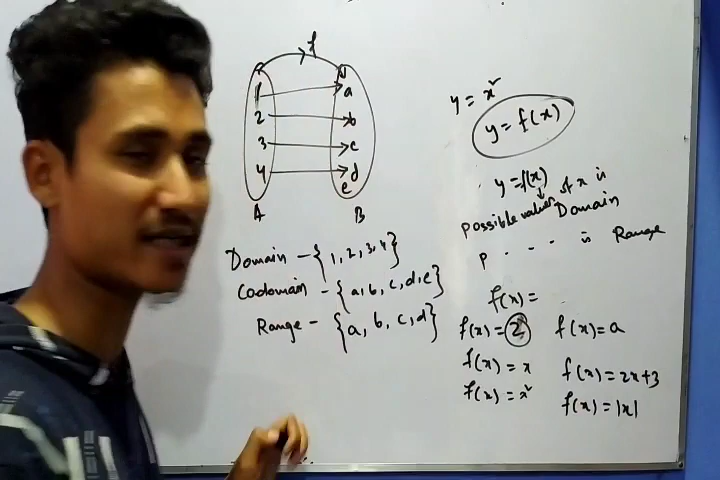 f
1 a
2 b
3 c
4 d
e
A B
Domain - {1, 2, 3, 4}
Codomain - {a, b, c, d, e}
Range - {a, b, c, d}
y = x²
y = f(x)
y = f(x)
Possible values of x is Domain
P . - - - is Range
f(x) =
f(x) = 2 f(x) = a
f(x) = x f(x) = 2x+3
f(x) = x² f(x) = |x|